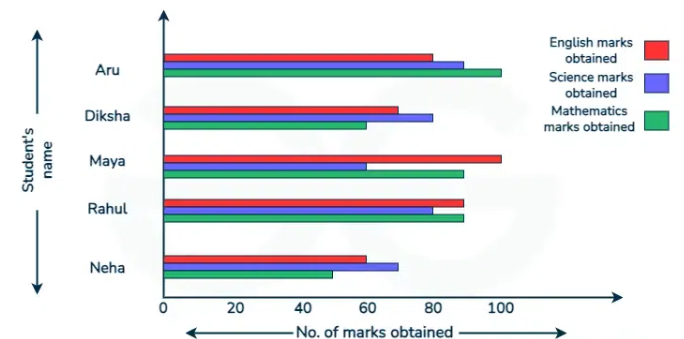 English marks
obtained
Science marks
obtained
Mathematics
marks obtained
Aru
Diksha
Maya
Rahul
Neha
Student's
name
0 20 40 60 80 100
No. of marks obtained